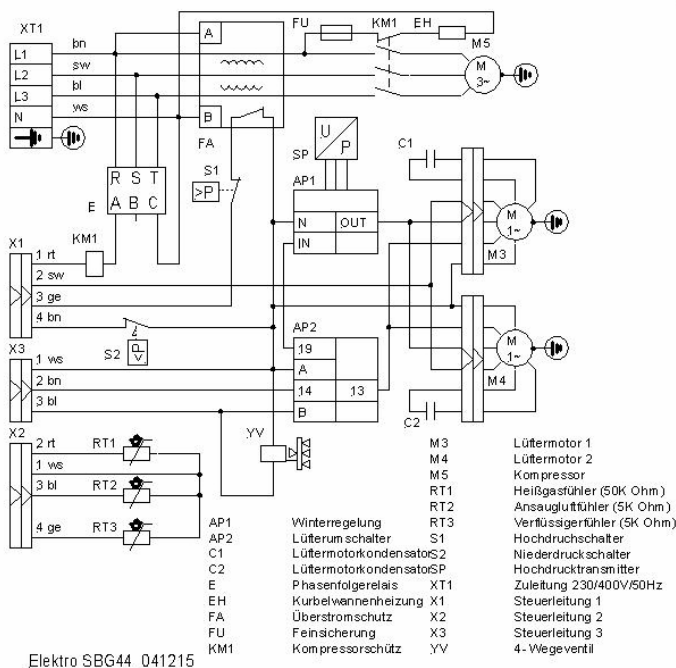 XT1
L1
L2
L3
N
bn
sw
bl
ws
A
B
FA
FU
KM1
EH
M5
M
3~
R S T
A B C
E
S1
>P
SP
U
P
AP1
N
OUT
IN
C1
M
1~
M3
X1
1 rt
KM1
2 sw
3 ge
4 bn
S2
<P
AP2
19
A
14
13
B
M
1~
M4
C2
X3
1 ws
2 bn
3 bl
YV
X2
2 rt
RT1
1 ws
3 bl
RT2
4 ge
RT3
AP1 Winterregelung
AP2 Lüfterumschalter
C1 Lüftermotorkondensator
C2 Lüftermotorkondensator
E Phasenfolgerelais
EH Kurbelwannenheizung
FA Überstromschutz
FU Feinsicherung
KM1 Kompressorschütz
M3 Lüftermotor 1
M4 Lüftermotor 2
M5 Kompressor
RT1 Heißgasfühler (50K Ohm)
RT2 Ansaugluftfühler (5K Ohm)
RT3 Verflüssigerfühler (5K Ohm)
S1 Hochdruchschalter
S2 Niederdruckschalter
SP Hochdrucktransmitter
XT1 Zuleitung 230/400V/50Hz
X1 Steuerleitung 1
X2 Steuerleitung 2
X3 Steuerleitung 3
YV 4-Wegeventil
Elektro SBG44 041215